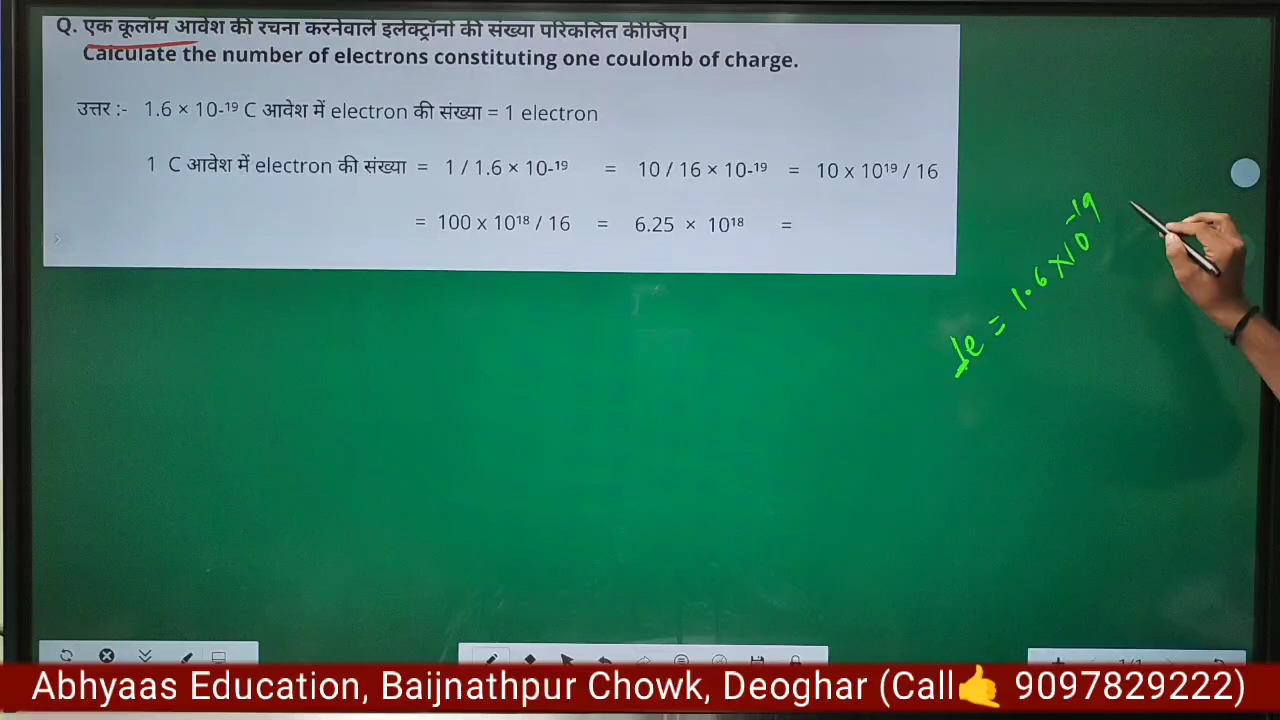 Q. एक कूलॉम आवेश की रचना करनेवाले इलेक्ट्रॉनों की संख्या परिकलित कीजिए।
Calculate the number of electrons constituting one coulomb of charge.
उत्तर :- 1.6 × 10-¹⁹ C आवेश में electron की संख्या = 1 electron
1 C आवेश में electron की संख्या = 1 / 1.6 × 10-¹⁹ = 10 / 16 × 10-¹⁹ = 10 x 10¹⁹ / 16
= 100 x 10¹⁸ / 16 = 6.25 × 10¹⁸ =
1e = 1.6 × 10⁻¹⁹
Abhyaas Education, Baijnathpur Chowk, Deoghar (Call🤙 9097829222)